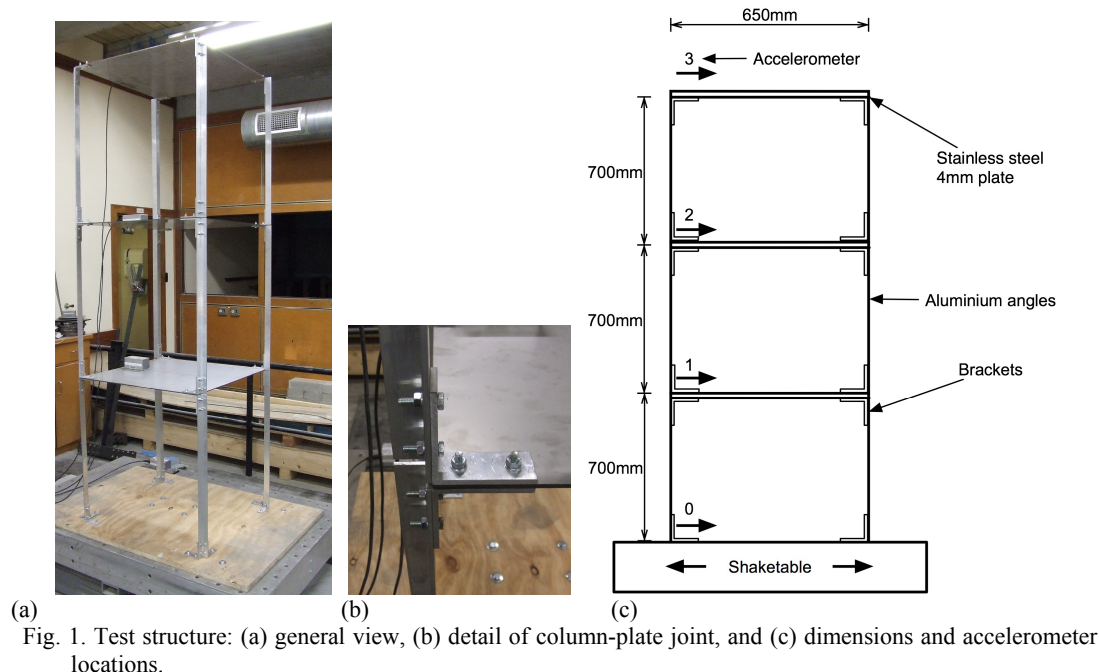 650mm
3
Accelerometer
700mm
Stainless steel
4mm plate
2
700mm
Aluminium angles
1
Brackets
700mm
0
Shaketable
(a)
(b)
(c)
Fig. 1. Test structure: (a) general view, (b) detail of column-plate joint, and (c) dimensions and accelerometer
locations.